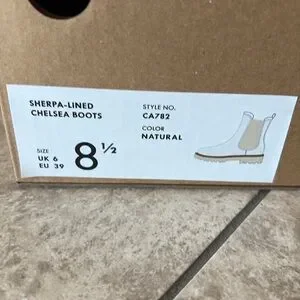 SHERPA-LINED
CHELSEA BOOTS
STYLE NO.
CA782
COLOR
NATURAL
SIZE
UK 6
EU 39
8 1/2